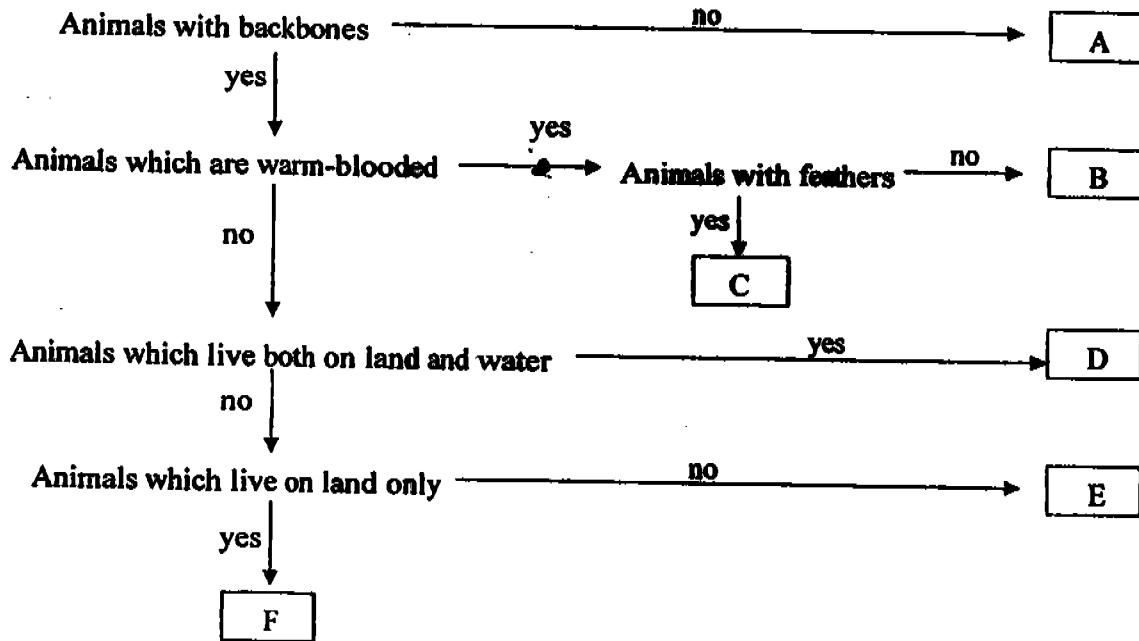 Animals with backbones
no
A
yes
yes
Animals which are warm-blooded
Animals with feathers
no
B
no
yes
C
Animals which live both on land and water
yes
D
no
Animals which live on land only
no
E
yes
F